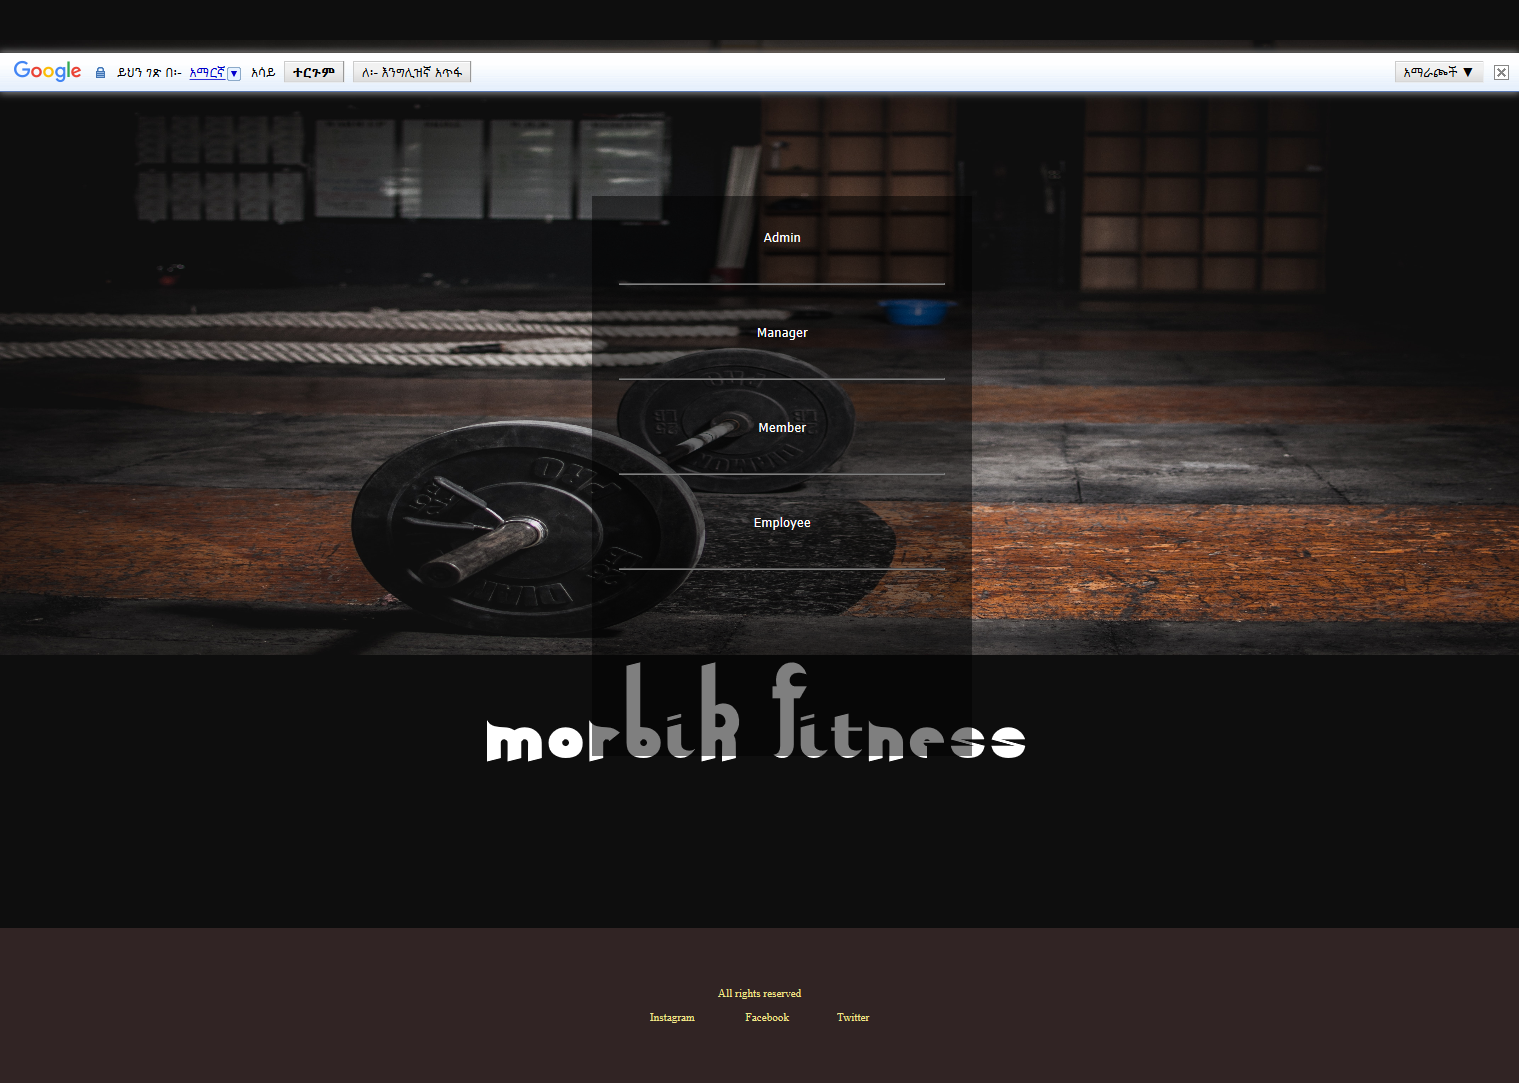 Google ይህን ገጽ በ፦ አማርኛ ▼ አሳይ ተርጉም ለ፦ እንግሊዝኛ አጥፋ አማራጮች ▼
Admin
Manager
Member
Employee
morbih fitness
All rights reserved
Instagram Facebook Twitter